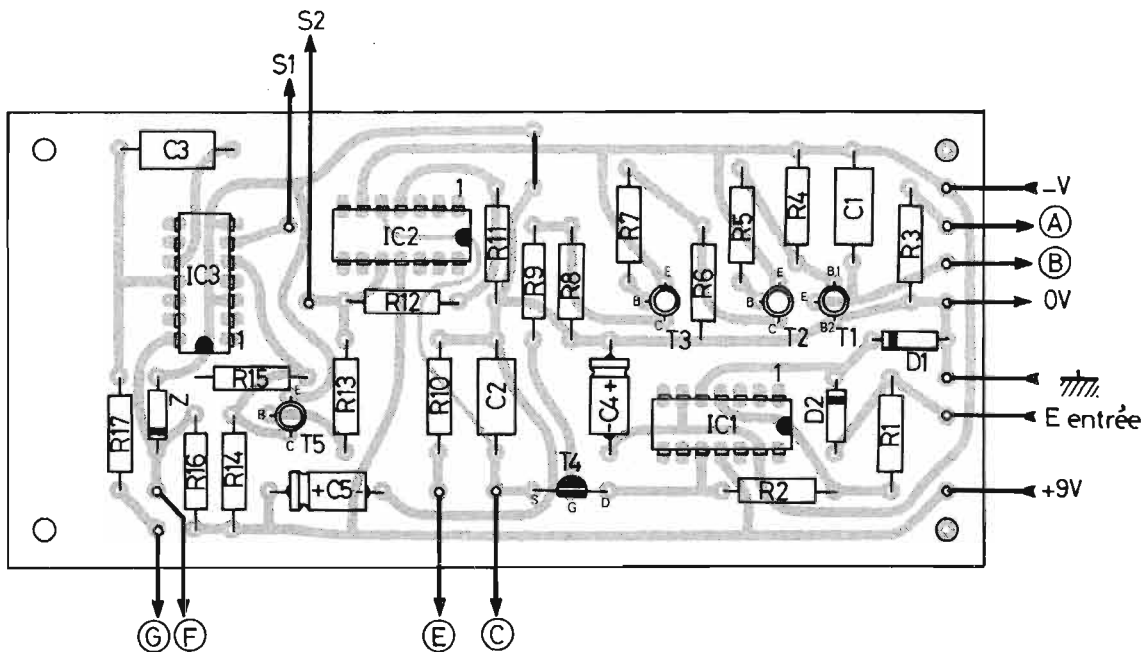 S2
S1
C3
1
IC2
R11
IC3
1
R12
R9
R8
R7
E
B
C
T3
R6
R5
E
B
C
T2
R4
C1
B1
E
B2
T1
R3
D1
-V
A
B
0V
E entrée
+9V
R17
Z
R15
E
B
C
T5
R16
R14
R13
+C5
R10
C2
C4+
T4
S
G
D
1
IC1
D2
R1
R2
G
F
E
C